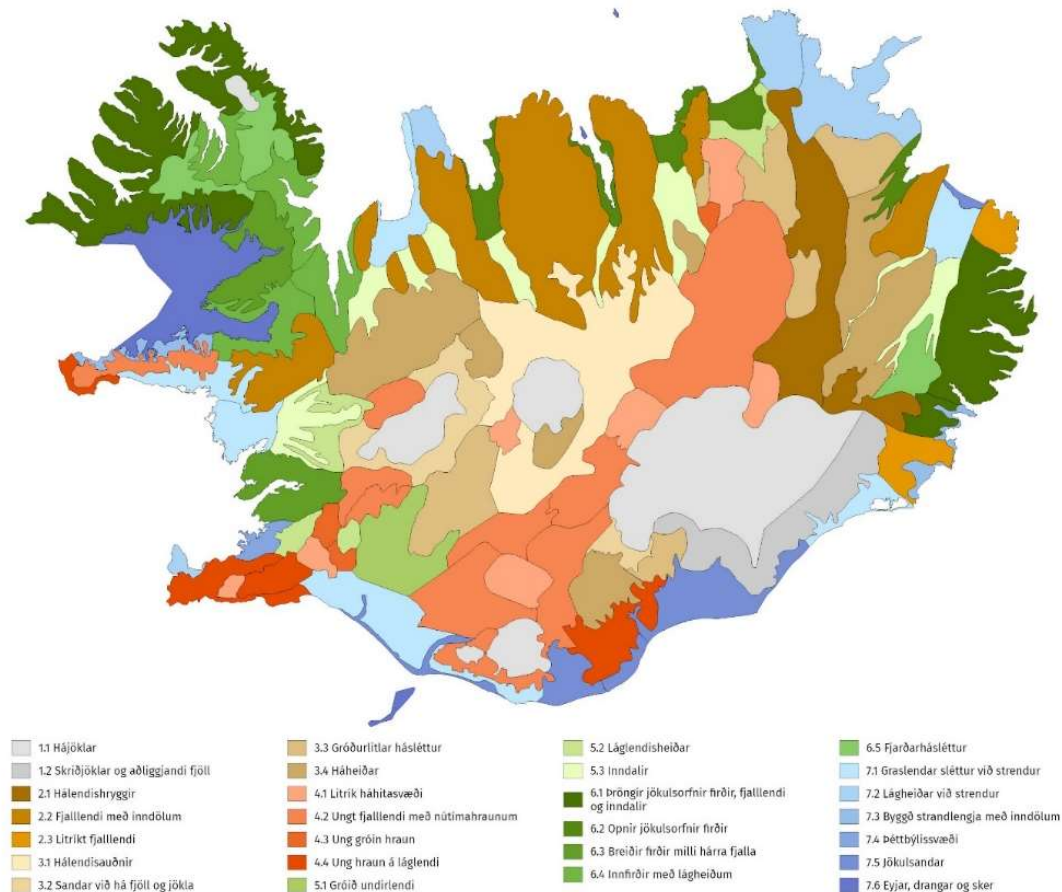 1.1 Hájöklar
1.2 Skriðjöklar og aðliggjandi fjöll
2.1 Hálendishryggir
2.2 Fjalllendi með inndölum
2.3 Litríkt fjalllendi
3.1 Hálendisauðnir
3.2 Sandar við há fjöll og jökla
3.3 Gróðurlitlar hásléttur
3.4 Háheiðar
4.1 Litrík háhitasvæði
4.2 Ungt fjalllendi með nútímahraunum
4.3 Ung gróin hraun
4.4 Ung hraun á láglendi
5.1 Gróið undirlendi
5.2 Láglendisheiðar
5.3 Inndalir
6.1 Þröngir jökulsorfnir firðir, fjalllendi
og inndalir
6.2 Opnir jökulsorfnir firðir
6.3 Breiðir firðir milli hárra fjalla
6.4 Innfirðir með lágheiðum
6.5 Fjarðarhásléttur
7.1 Graslendar sléttur við strendur
7.2 Lágheiðar við strendur
7.3 Byggð strandlengja með inndölum
7.4 Þéttbýlissvæði
7.5 Jökulsandar
7.6 Eyjar, drangar og sker